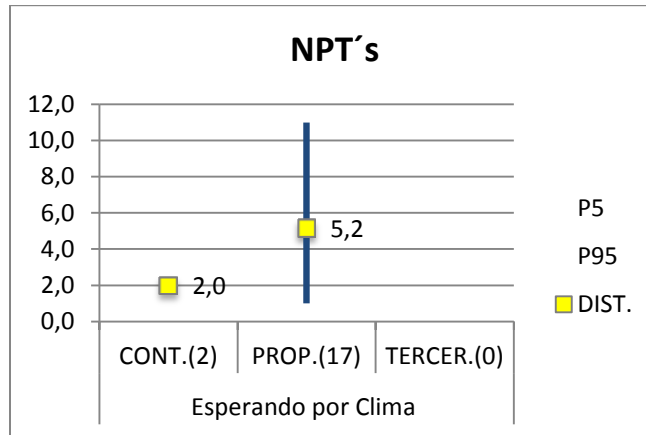 NPT´s
12,0
10,0
8,0
6,0
4,0
2,0
0,0
5,2
2,0
CONT.(2) PROP.(17) TERCER.(0)
Esperando por Clima
P5
P95
DIST.